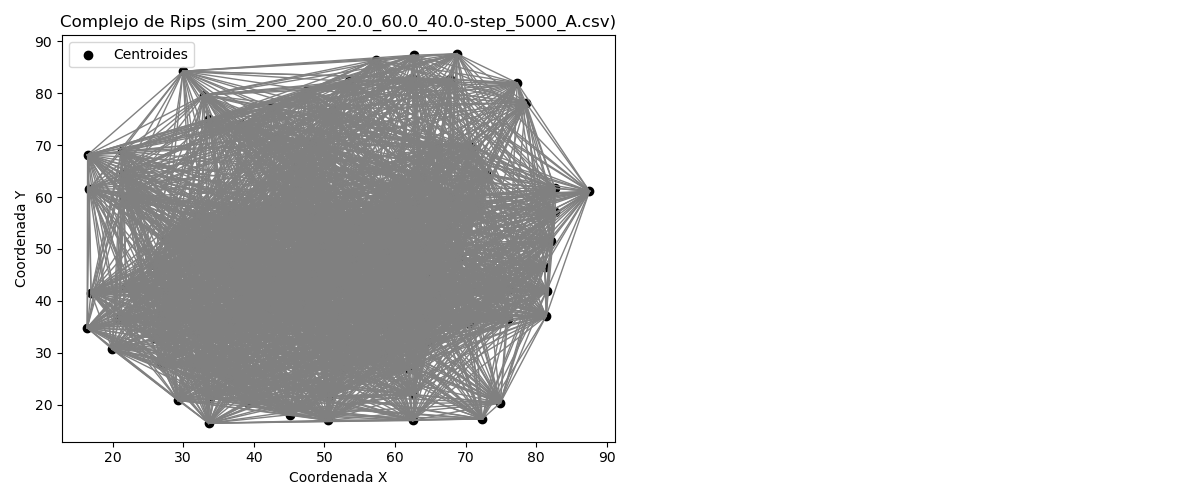 Complejo de Rips (sim_200_200_20.0_60.0_40.0-step_5000_A.csv)
Centroides
90
80
70
60
50
40
30
20
Coordenada Y
20 30 40 50 60 70 80 90
Coordenada X